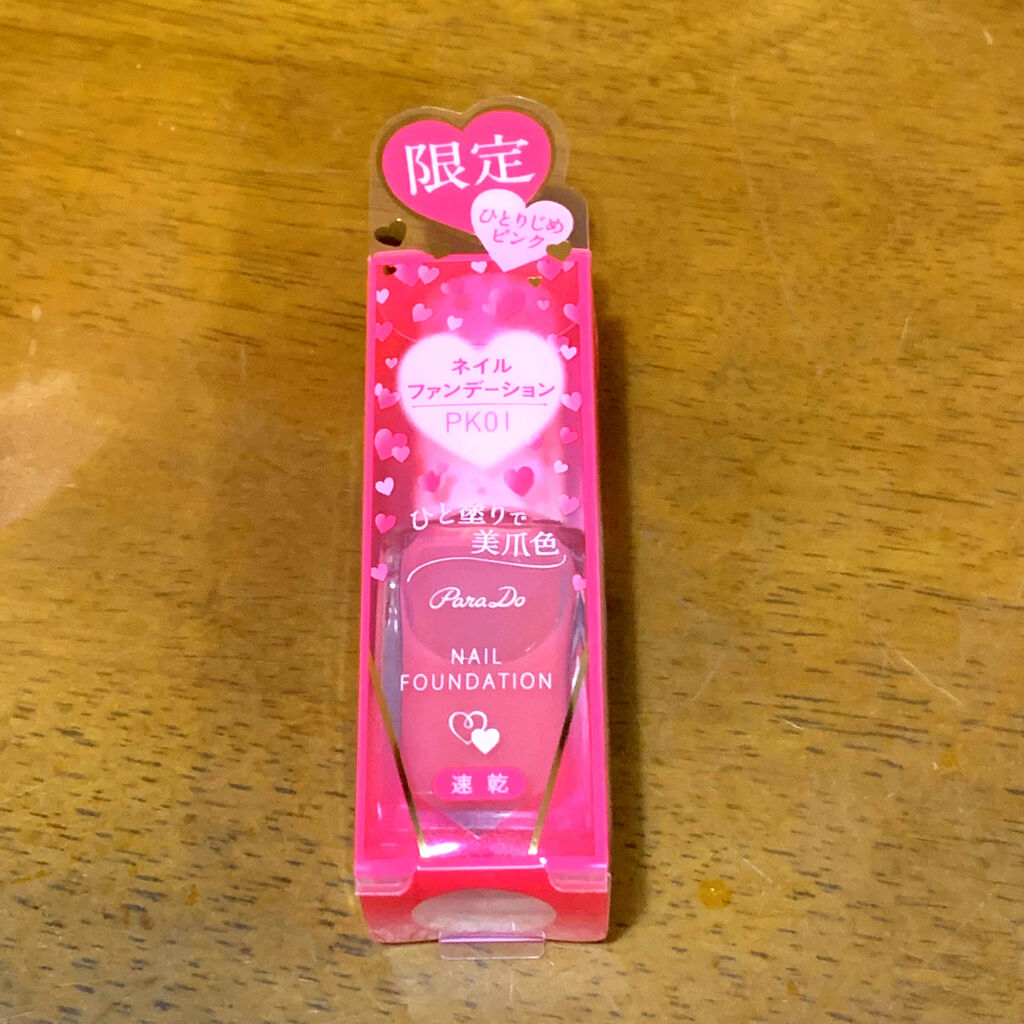 限定
ひとりじめ
ピンク
ネイル
ファンデーション
PK01
ひと塗りで
美爪色
ParaDo
NAIL
FOUNDATION
速乾